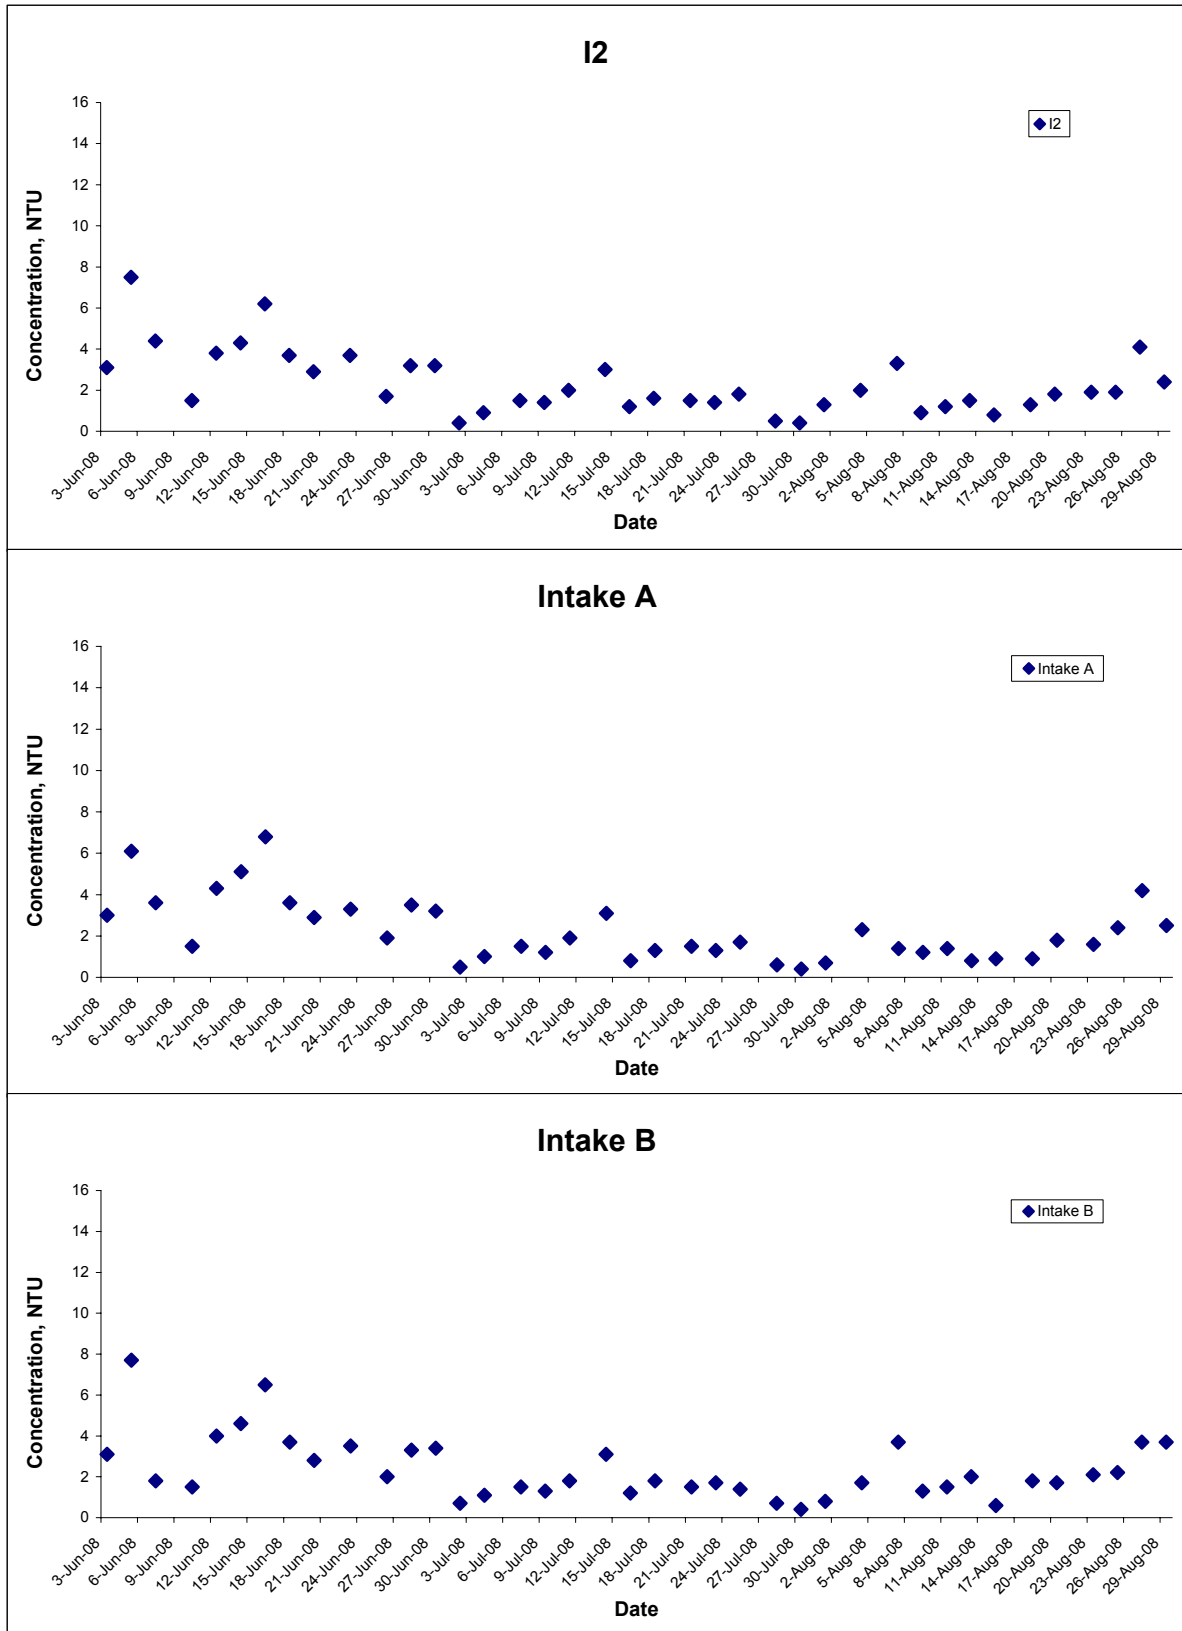 I2
16
14
12
10
8
6
4
2
0
Concentration, NTU
I2
3-Jun-08 6-Jun-08 9-Jun-08 12-Jun-08 15-Jun-08 18-Jun-08 21-Jun-08 24-Jun-08 27-Jun-08 30-Jun-08 3-Jul-08 6-Jul-08 9-Jul-08 12-Jul-08 15-Jul-08 18-Jul-08 21-Jul-08 24-Jul-08 27-Jul-08 30-Jul-08 2-Aug-08 5-Aug-08 8-Aug-08 11-Aug-08 14-Aug-08 17-Aug-08 20-Aug-08 23-Aug-08 26-Aug-08 29-Aug-08
Date
Intake A
16
14
12
10
8
6
4
2
0
Concentration, NTU
Intake A
3-Jun-08 6-Jun-08 9-Jun-08 12-Jun-08 15-Jun-08 18-Jun-08 21-Jun-08 24-Jun-08 27-Jun-08 30-Jun-08 3-Jul-08 6-Jul-08 9-Jul-08 12-Jul-08 15-Jul-08 18-Jul-08 21-Jul-08 24-Jul-08 27-Jul-08 30-Jul-08 2-Aug-08 5-Aug-08 8-Aug-08 11-Aug-08 14-Aug-08 17-Aug-08 20-Aug-08 23-Aug-08 26-Aug-08 29-Aug-08
Date
Intake B
16
14
12
10
8
6
4
2
0
Concentration, NTU
Intake B
3-Jun-08 6-Jun-08 9-Jun-08 12-Jun-08 15-Jun-08 18-Jun-08 21-Jun-08 24-Jun-08 27-Jun-08 30-Jun-08 3-Jul-08 6-Jul-08 9-Jul-08 12-Jul-08 15-Jul-08 18-Jul-08 21-Jul-08 24-Jul-08 27-Jul-08 30-Jul-08 2-Aug-08 5-Aug-08 8-Aug-08 11-Aug-08 14-Aug-08 17-Aug-08 20-Aug-08 23-Aug-08 26-Aug-08 29-Aug-08
Date